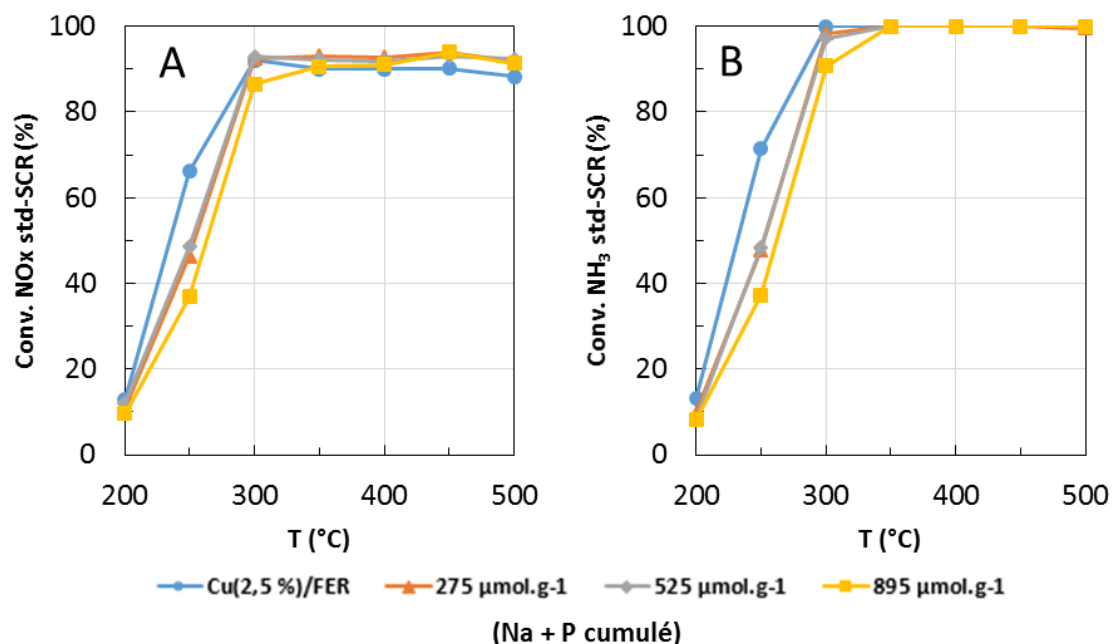 A
Conv. NOx std-SCR (%)
100
80
60
40
20
0
200 300 400 500
T (°C)
B
Conv. NH3 std-SCR (%)
100
80
60
40
20
0
200 300 400 500
T (°C)
Cu(2,5 %)/FER 275 µmol.g-1 525 µmol.g-1 895 µmol.g-1
(Na + P cumulé)